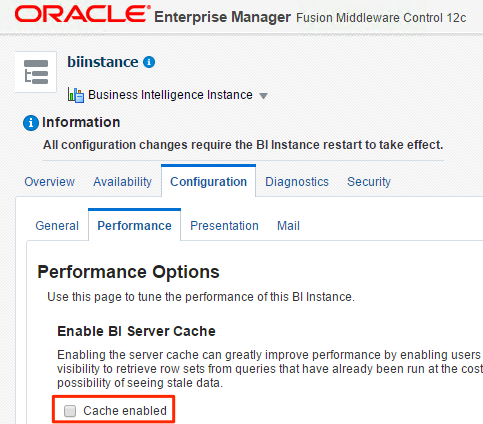 ORACLE® Enterprise Manager Fusion Middleware Control 12c
biinstance
Business Intelligence Instance
Information
All configuration changes require the BI Instance restart to take effect.
Overview Availability Configuration Diagnostics Security
General Performance Presentation Mail
Performance Options
Use this page to tune the performance of this BI Instance.
Enable BI Server Cache
Enabling the server cache can greatly improve performance by enabling users
visibility to retrieve row sets from queries that have already been run at the cost
possibility of seeing stale data.
Cache enabled